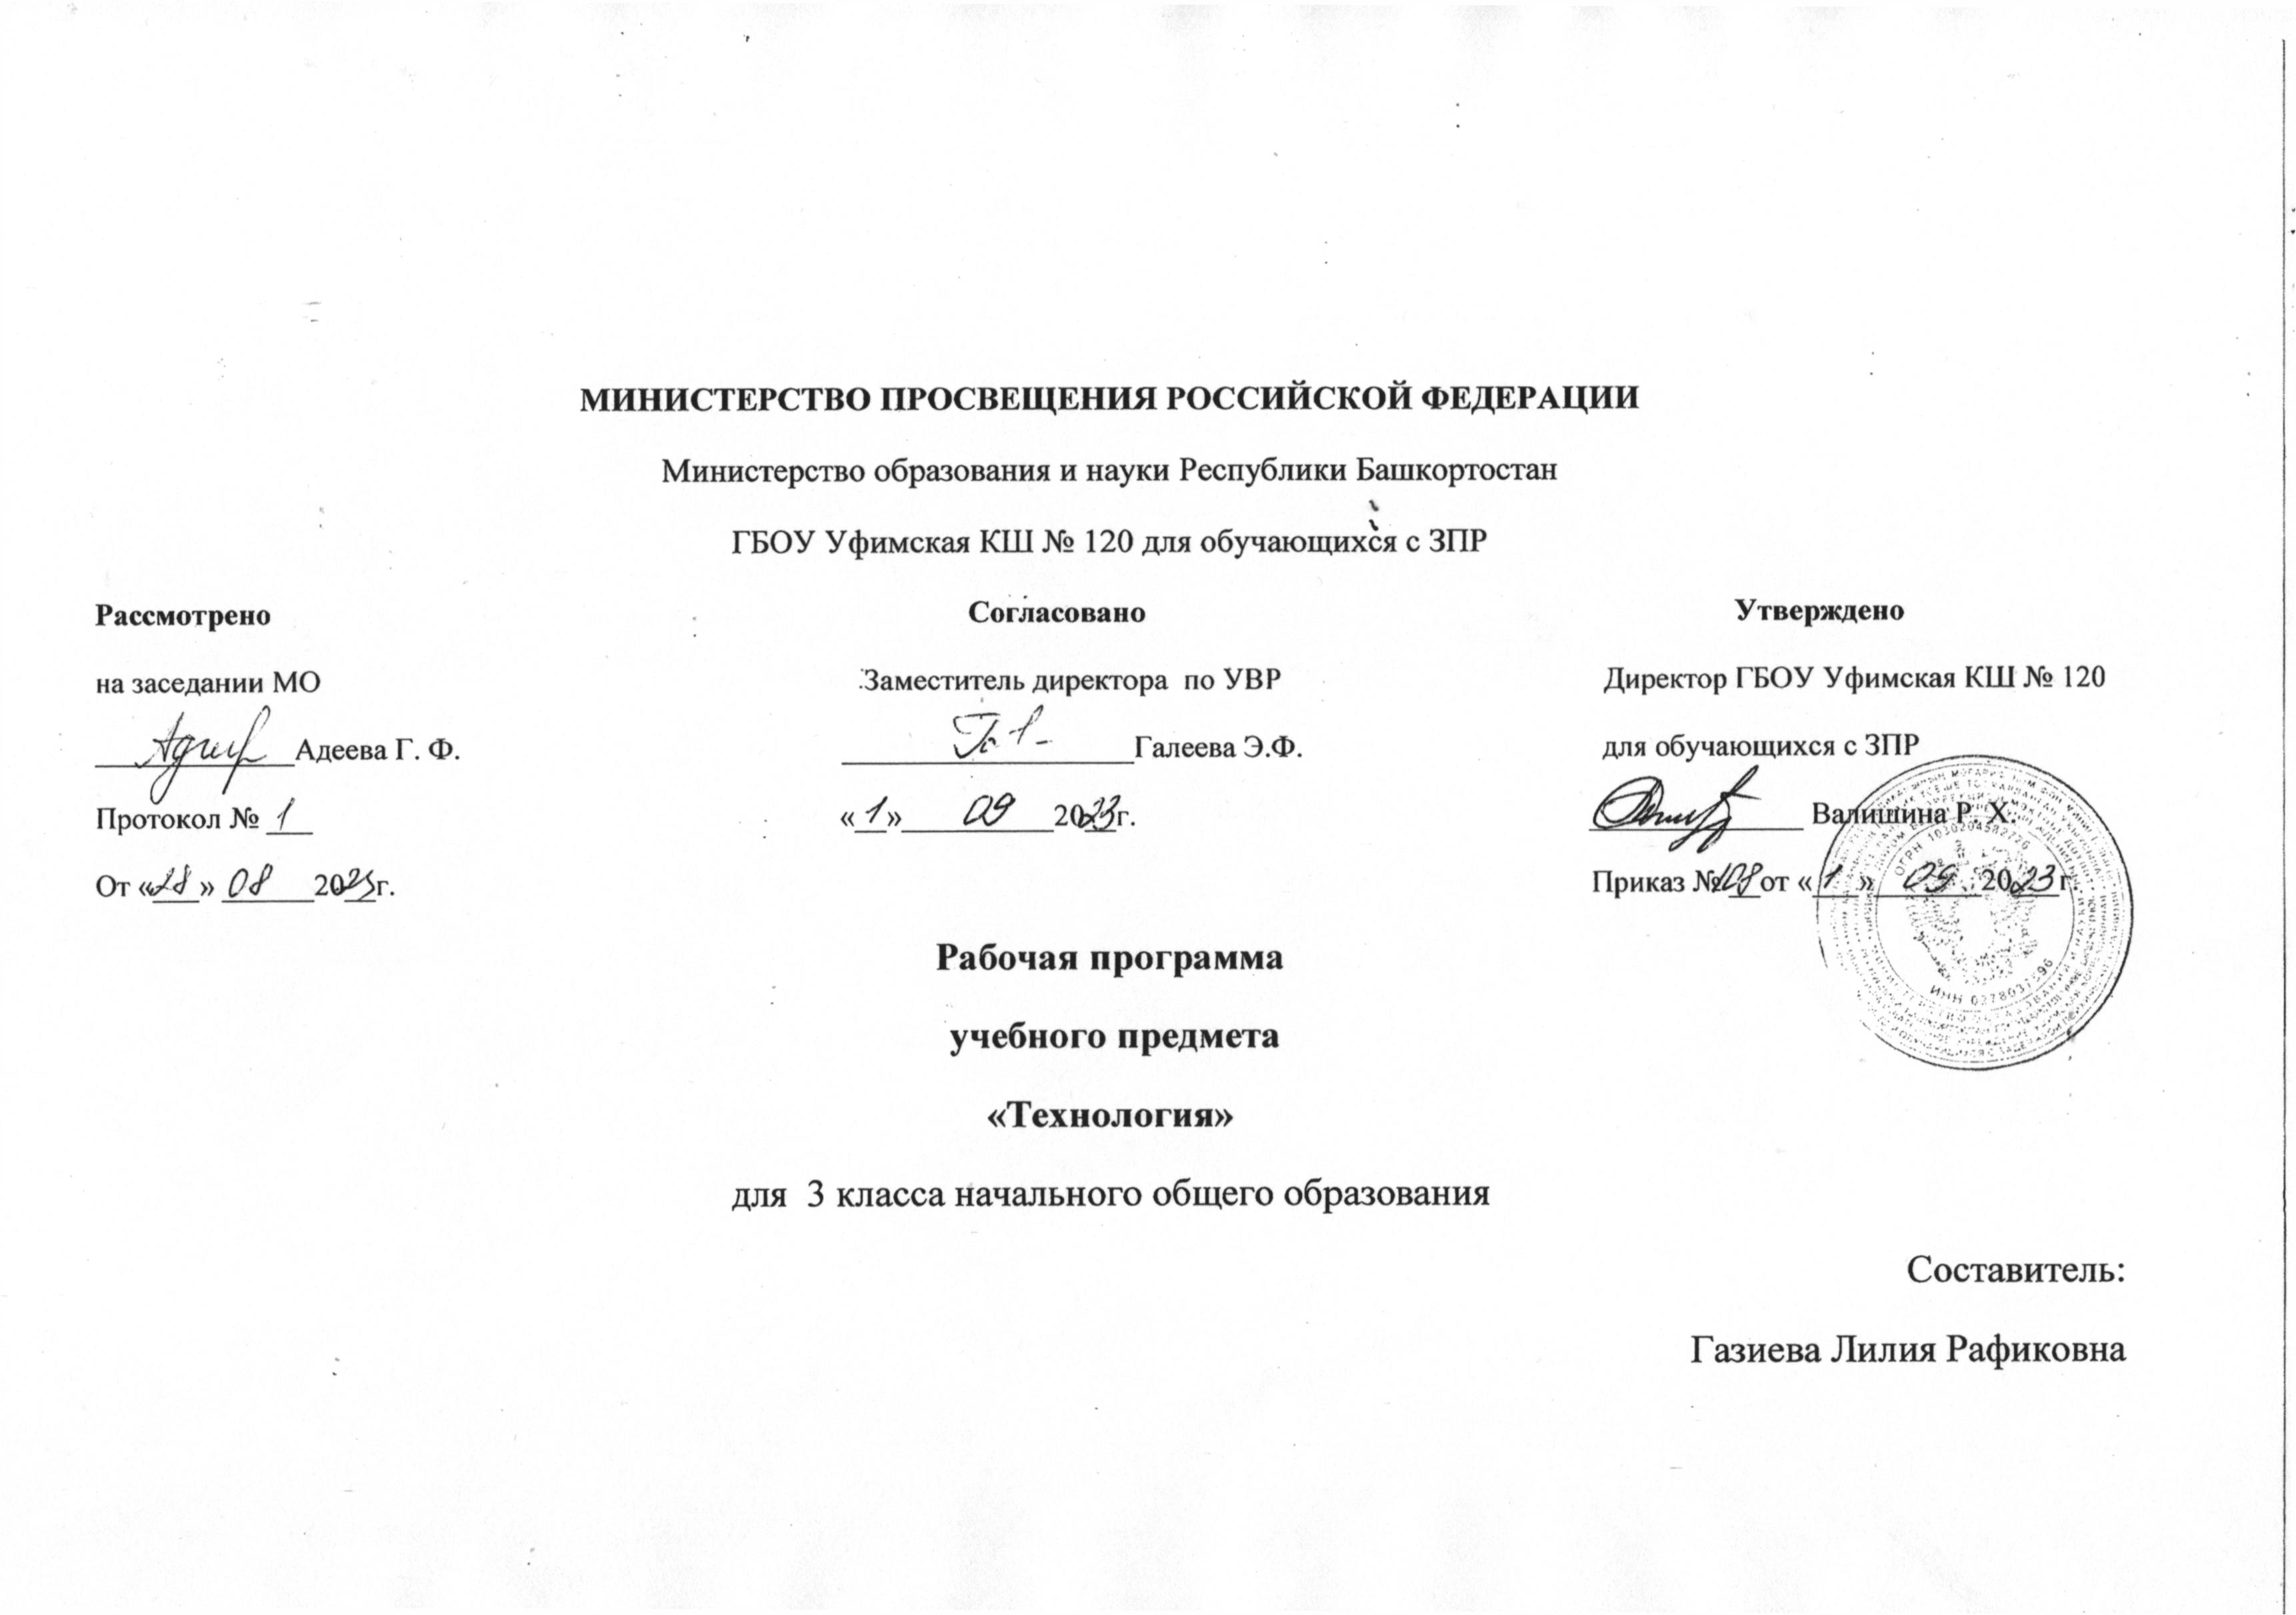 МИНИСТЕРСТВО ПРОСВЕЩЕНИЯ РОССИЙСКОЙ ФЕДЕРАЦИИ
Министерство образования и науки Республики Башкортостан
ГБОУ Уфимская КШ № 120 для обучающихся с ЗПР
Рассмотрено
на заседании МО
Адеева Г. Ф.
Протокол № 1
От «28» 08 2023г.
Согласовано
Заместитель директора по УВР
Галеева Э.Ф.
«1» 09 2023г.
Утверждено
Директор ГБОУ Уфимская КШ № 120
для обучающихся с ЗПР
Валишина Р. Х.
Приказ №108 от «1» 09 2023г.
Рабочая программа
учебного предмета
«Технология»
для 3 класса начального общего образования
Составитель:
Газиева Лилия Рафиковна